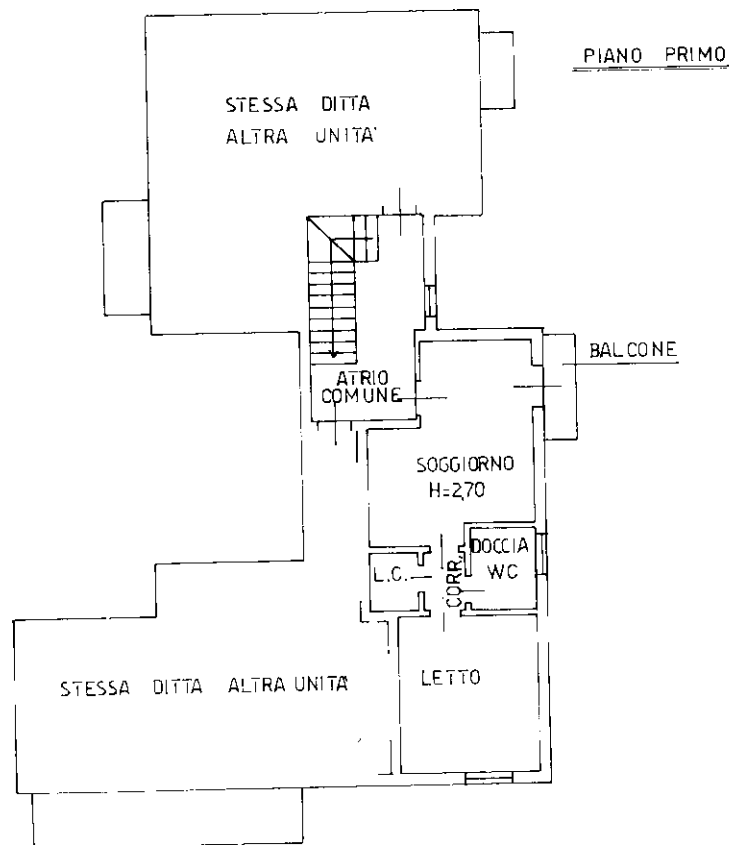 PIANO PRIMO
STESSA DITTA
ALTRA UNITA'
BALCONE
ATRIO
COMUNE
SOGGIORNO
H=2,70
DOCCIA
WC
L.C.
CORR.
STESSA DITTA ALTRA UNITA'
LETTO